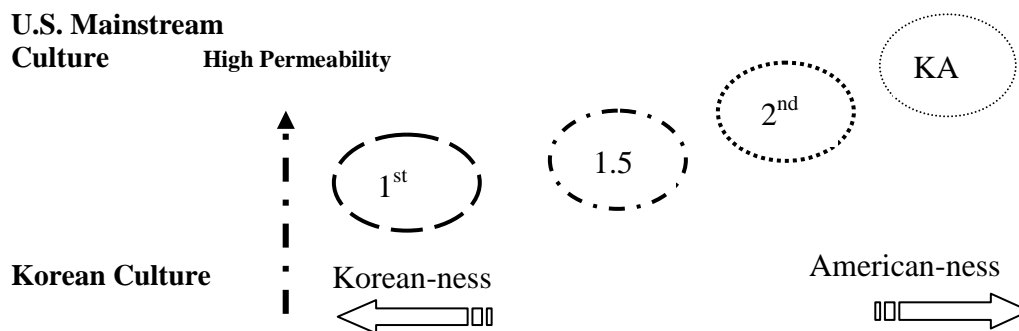 U.S. Mainstream
Culture High Permeability
KA
2nd
1.5
1st
Korean Culture Korean-ness American-ness